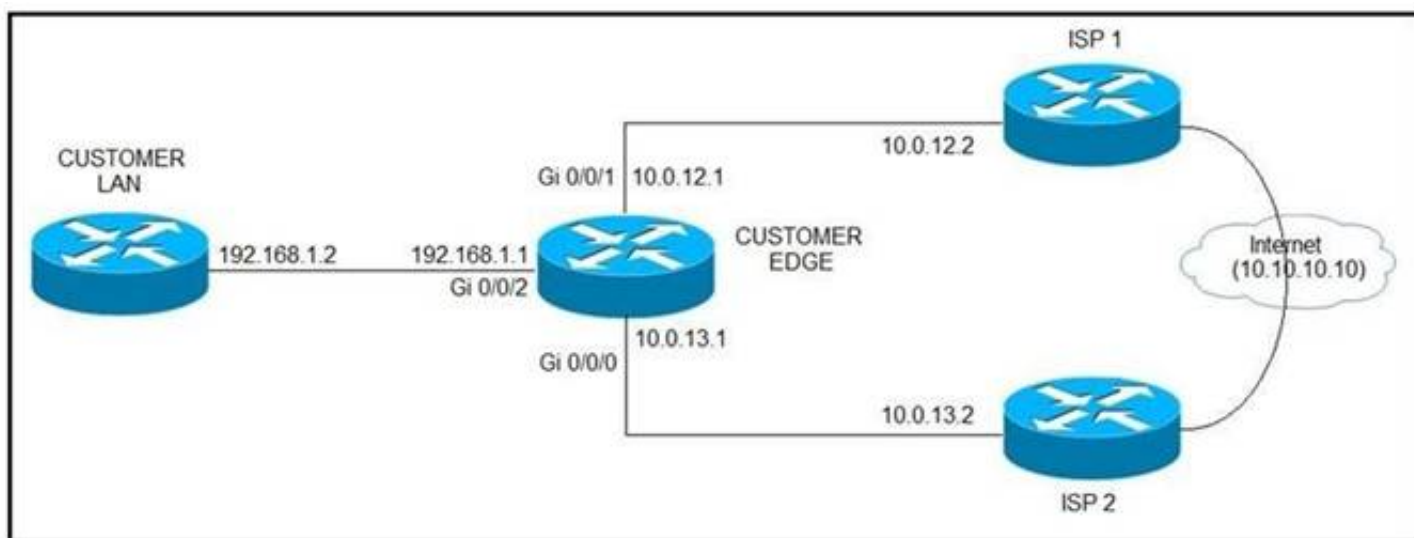 ISP 1
10.0.12.2
Gi 0/0/1 10.0.12.1
CUSTOMER
LAN
192.168.1.2
192.168.1.1
Gi 0/0/2
CUSTOMER
EDGE
Internet
(10.10.10.10)
10.0.13.1
Gi 0/0/0
10.0.13.2
ISP 2